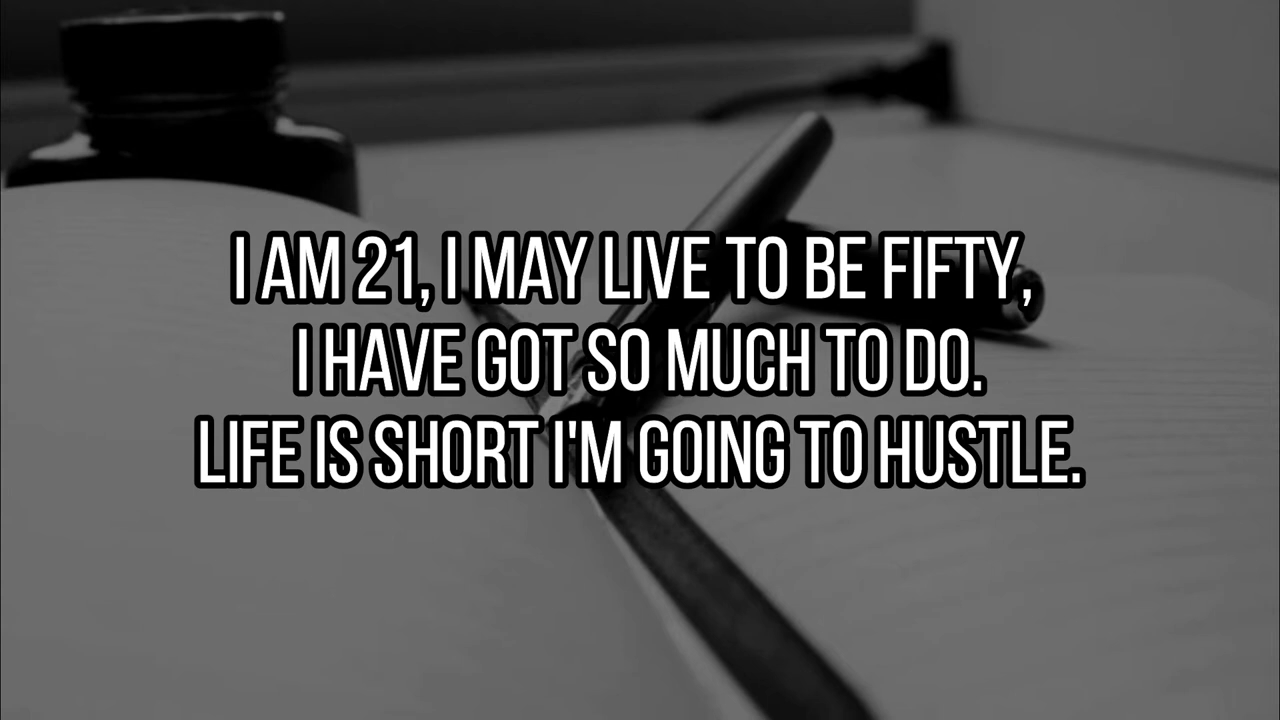 I AM 21, I MAY LIVE TO BE FIFTY,
I HAVE GOT SO MUCH TO DO.
LIFE IS SHORT I'M GOING TO HUSTLE.